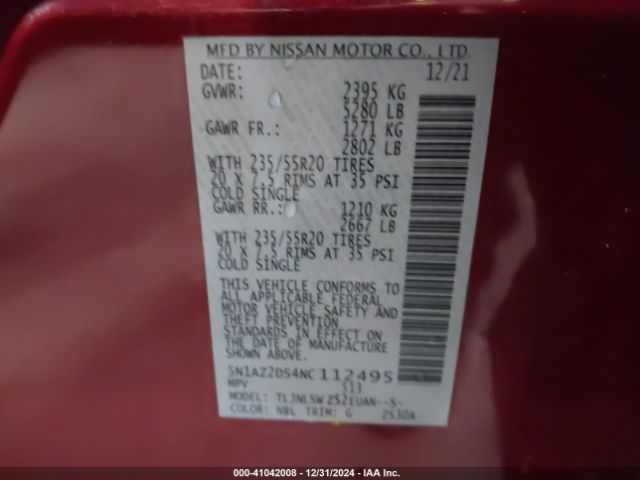 MFD BY NISSAN MOTOR CO., LTD.
DATE: 12/21
GVWR: 2395 KG
5280 LB
GAWR FR.: 1271 KG
2802 LB
WITH 235/55R20 TIRES
20 X 7.5 RIMS AT 35 PSI
COLD SINGLE
GAWR RR.: 1210 KG
2667 LB
WITH 235/55R20 TIRES
20 X 7.5 RIMS AT 35 PSI
COLD SINGLE
THIS VEHICLE CONFORMS TO
ALL APPLICABLE FEDERAL
MOTOR VEHICLE SAFETY AND
THEFT PREVENTION
STANDARDS IN EFFECT ON
THE DATE OF MANUFACTURE
SHOWN ABOVE.
5N1AZ2DS4NC112495
MPV 513
MODEL: TLJNLSWZ52EUAN--S-
COLOR: NBL TRIM: G 2530A
000-41042008 - 12/31/2024 - IAA Inc.